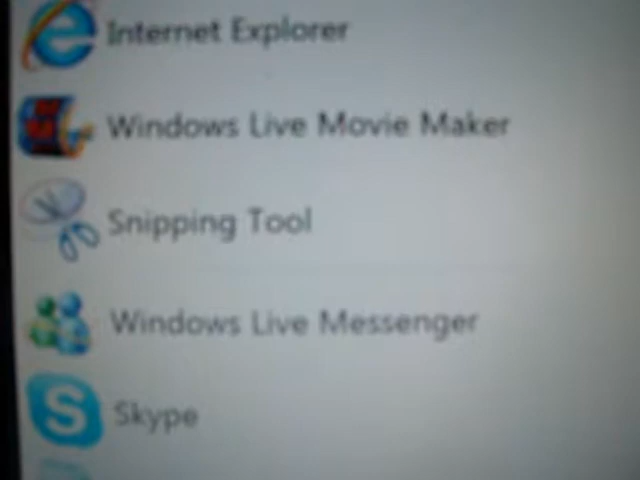 Internet Explorer
Windows Live Movie Maker
Snipping Tool
Windows Live Messenger
Skype